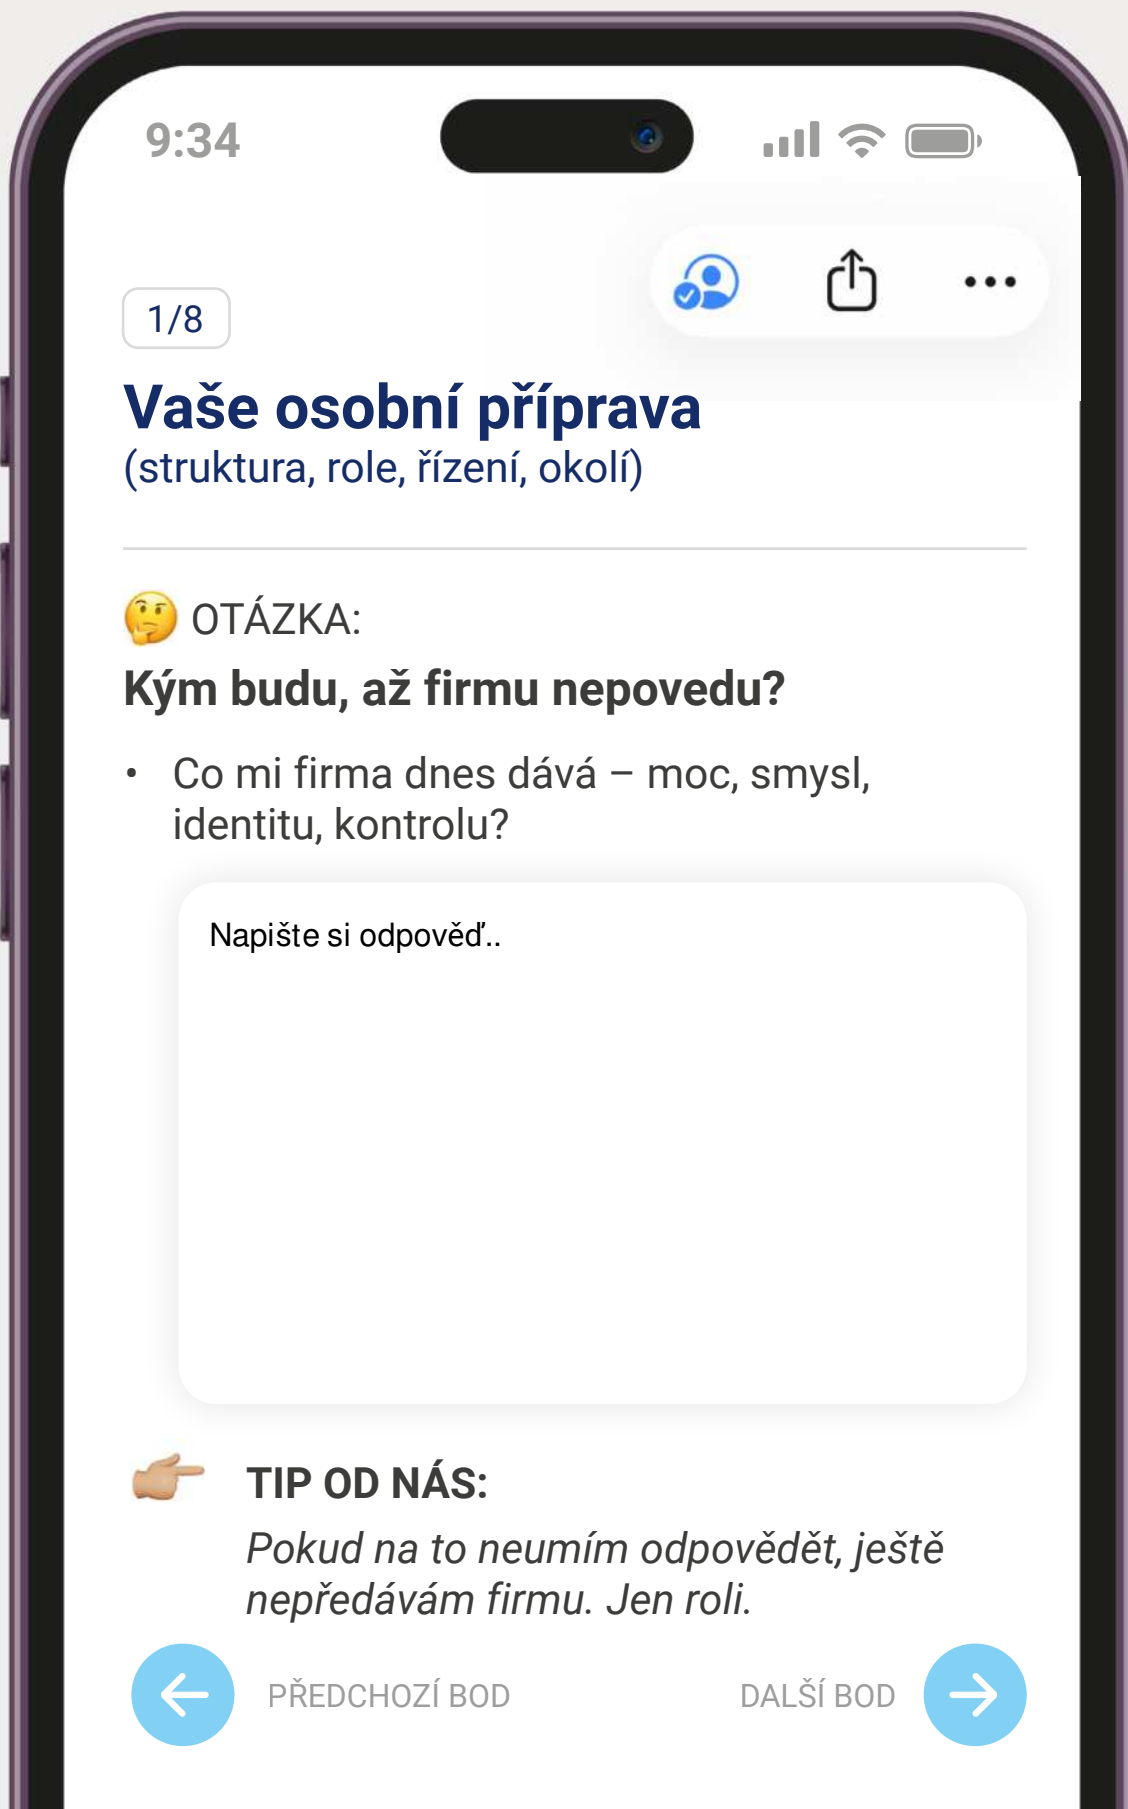 9:34
1/8
Vaše osobní příprava
(struktura, role, řízení, okolí)
🤔 OTÁZKA:
Kým budu, až firmu nepovedu?
• Co mi firma dnes dává – moc, smysl,
identitu, kontrolu?
Napište si odpověď..
👉🏼 TIP OD NÁS:
Pokud na to neumím odpovědět, ještě
nepředávám firmu. Jen roli.
PŘEDCHOZÍ BOD
DALŠÍ BOD